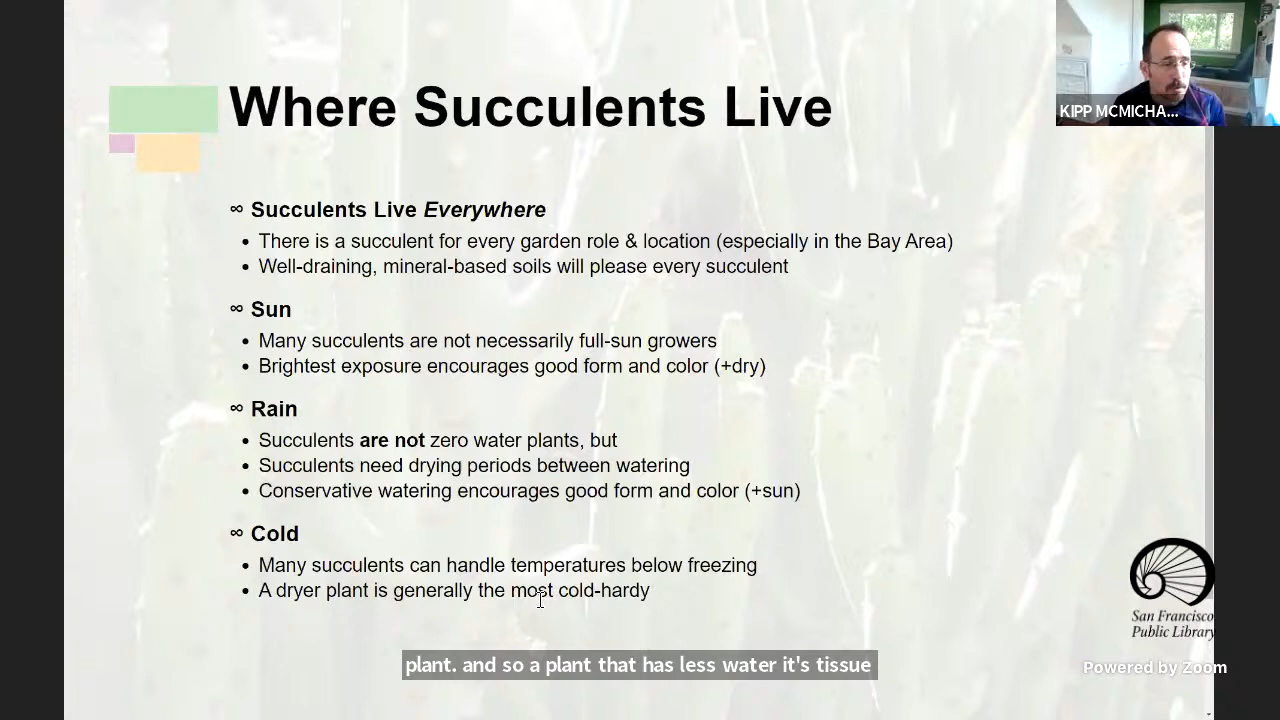 Where Succulents Live
KIPP MCMICHA...
∞ Succulents Live Everywhere
• There is a succulent for every garden role & location (especially in the Bay Area)
• Well-draining, mineral-based soils will please every succulent
∞ Sun
• Many succulents are not necessarily full-sun growers
• Brightest exposure encourages good form and color (+dry)
∞ Rain
• Succulents are not zero water plants, but
• Succulents need drying periods between watering
• Conservative watering encourages good form and color (+sun)
∞ Cold
• Many succulents can handle temperatures below freezing
• A dryer plant is generally the most cold-hardy
San Francisco
Public Library
plant. and so a plant that has less water it's tissue
Powered by Zoom